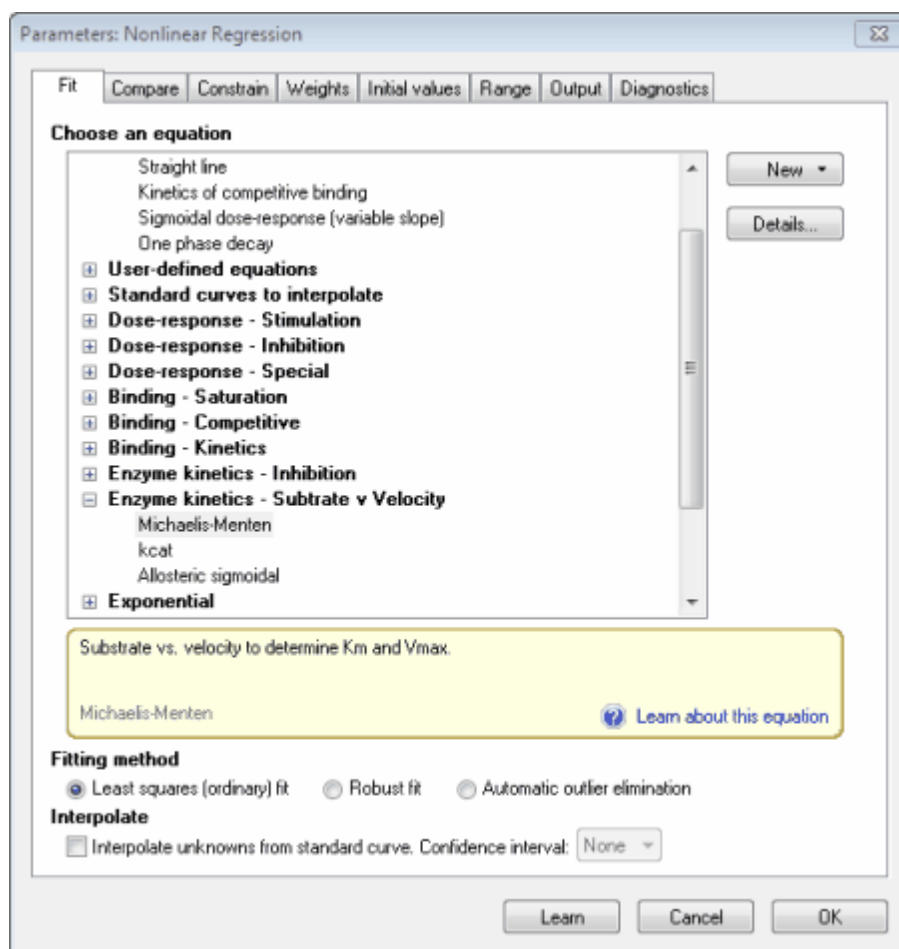 Parameters: Nonlinear Regression
Fit Compare Constrain Weights Initial values Range Output Diagnostics
Choose an equation
Straight line
Kinetics of competitive binding
Sigmoidal dose-response (variable slope)
One phase decay
User-defined equations
Standard curves to interpolate
Dose-response - Stimulation
Dose-response - Inhibition
Dose-response - Special
Binding - Saturation
Binding - Competitive
Binding - Kinetics
Enzyme kinetics - Inhibition
Enzyme kinetics - Subtrate v Velocity
Michaelis-Menten
kcat
Allosteric sigmoidal
Exponential
New
Details...
Substrate vs. velocity to determine Km and Vmax.
Michaelis-Menten
Learn about this equation
Fitting method
Least squares (ordinary) fit Robust fit Automatic outlier elimination
Interpolate
Interpolate unknowns from standard curve. Confidence interval: None
Learn Cancel OK